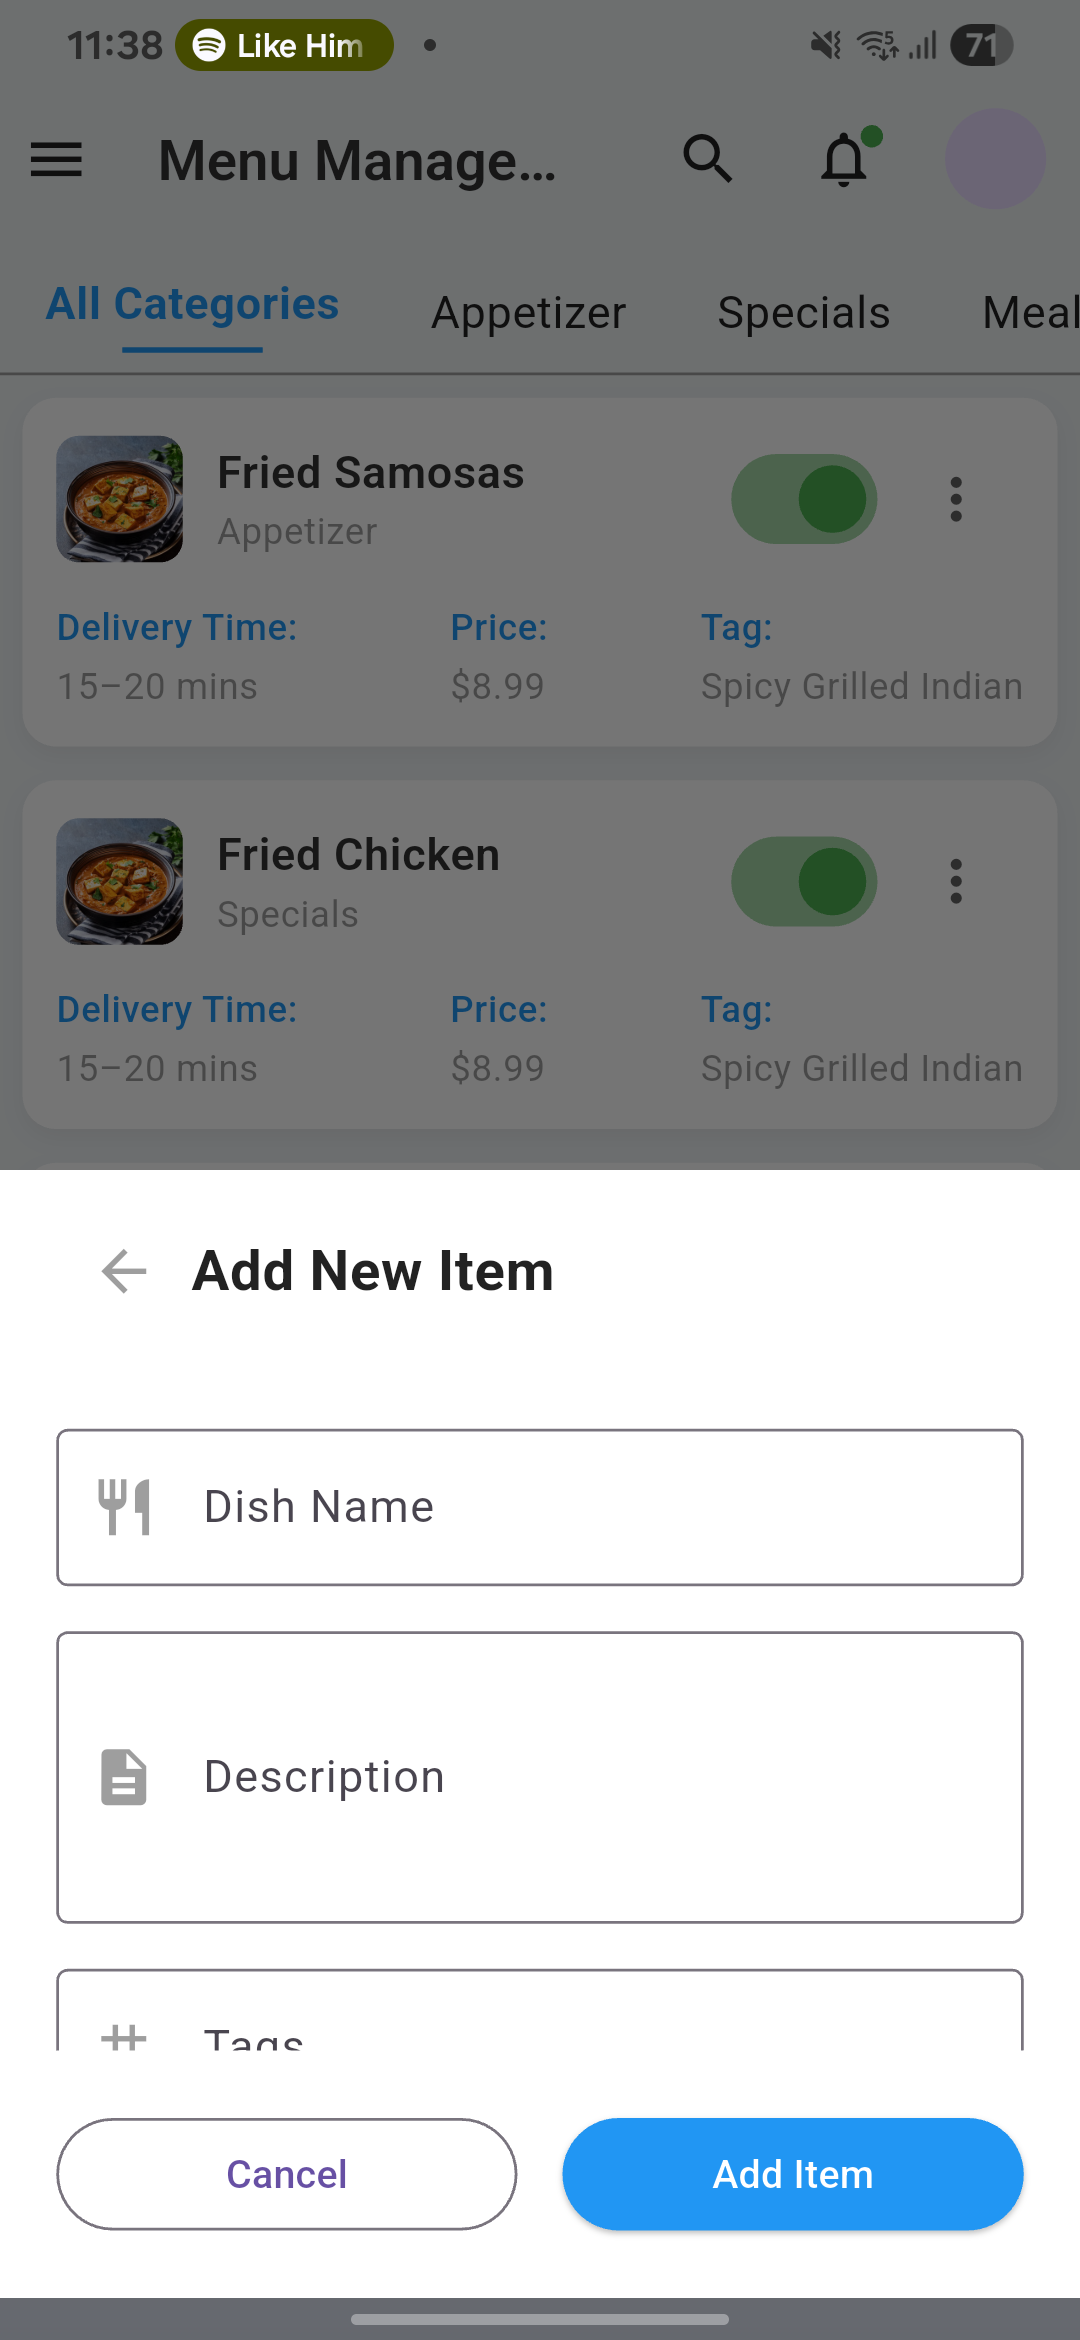 11:38 Like Him 5 71
Menu Manage...
All Categories Appetizer Specials Meal
Fried Samosas
Appetizer
Delivery Time: Price: Tag:
15–20 mins $8.99 Spicy Grilled Indian
Fried Chicken
Specials
Delivery Time: Price: Tag:
15–20 mins $8.99 Spicy Grilled Indian
Add New Item
Dish Name
Description
Tags
Cancel Add Item